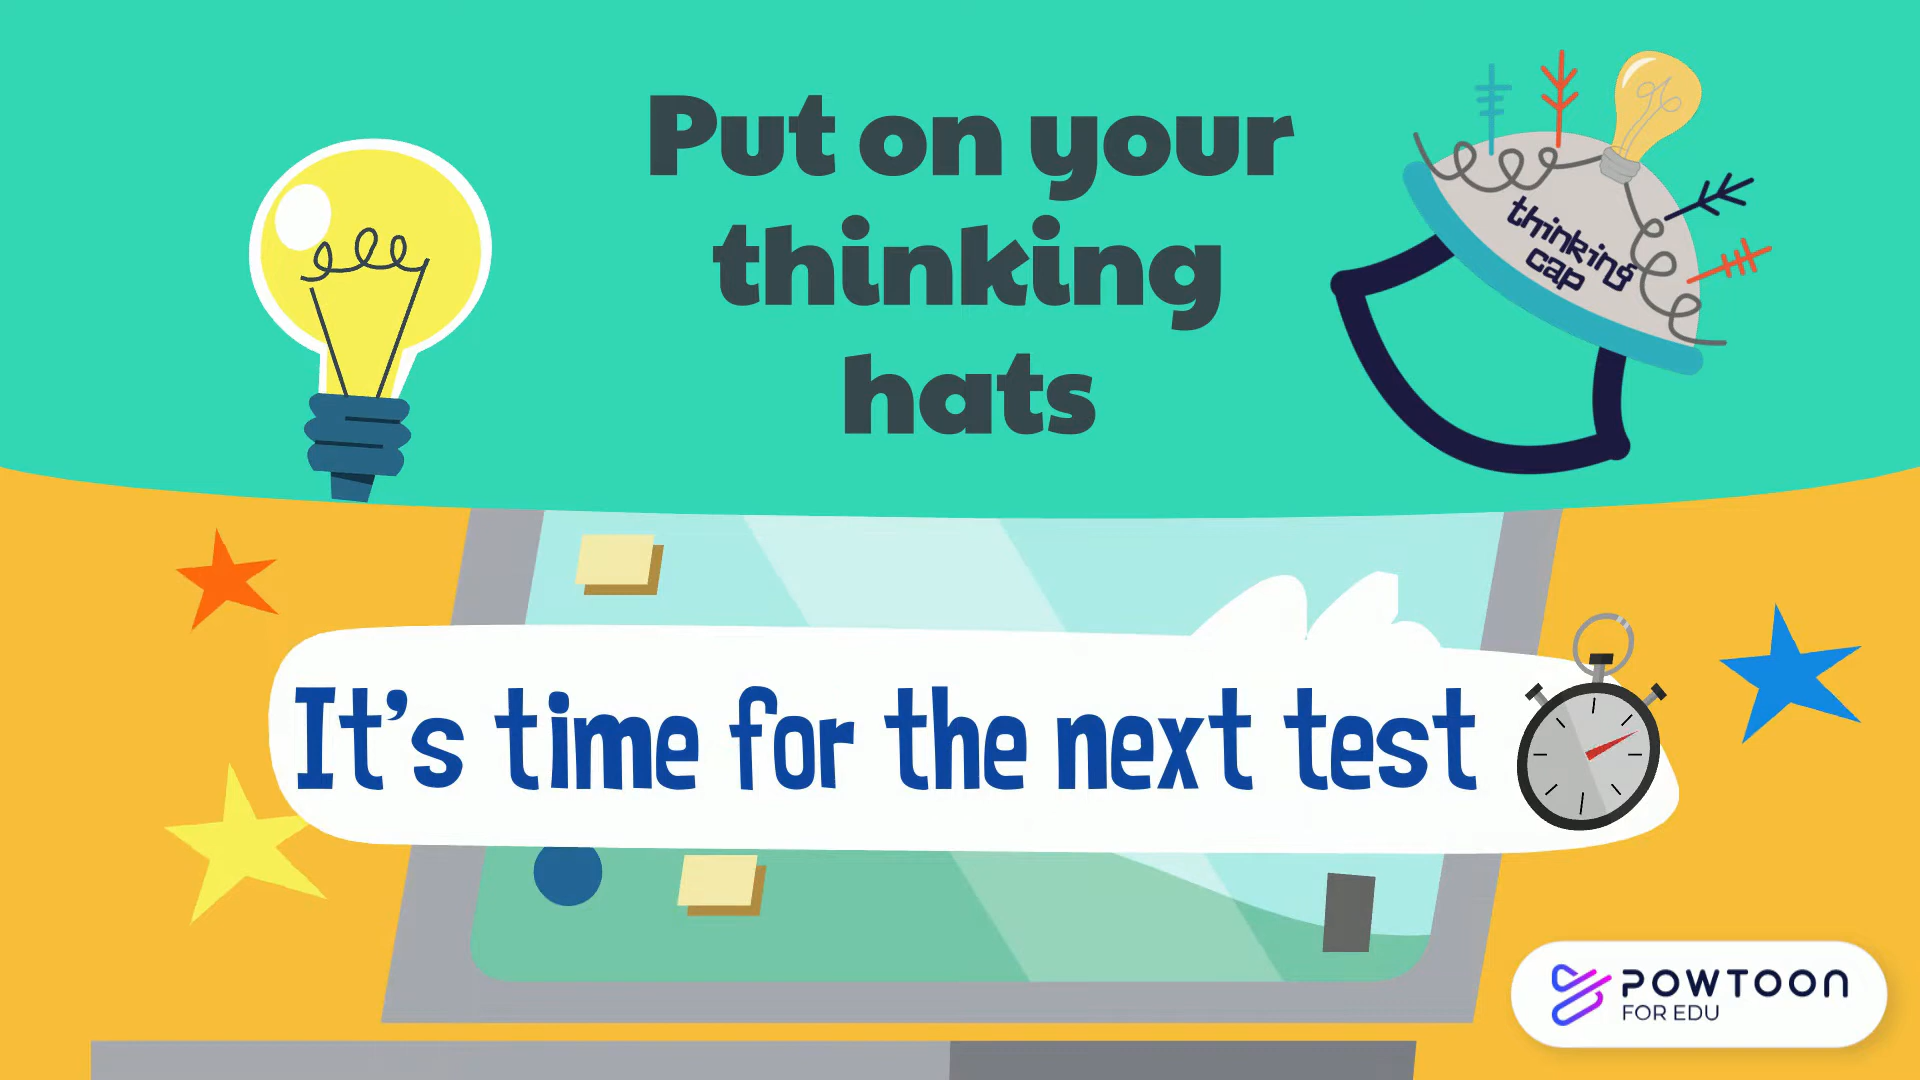 Put on your
thinking
hats
thinking
cap
It's time for the next test
POWTOON
FOR EDU